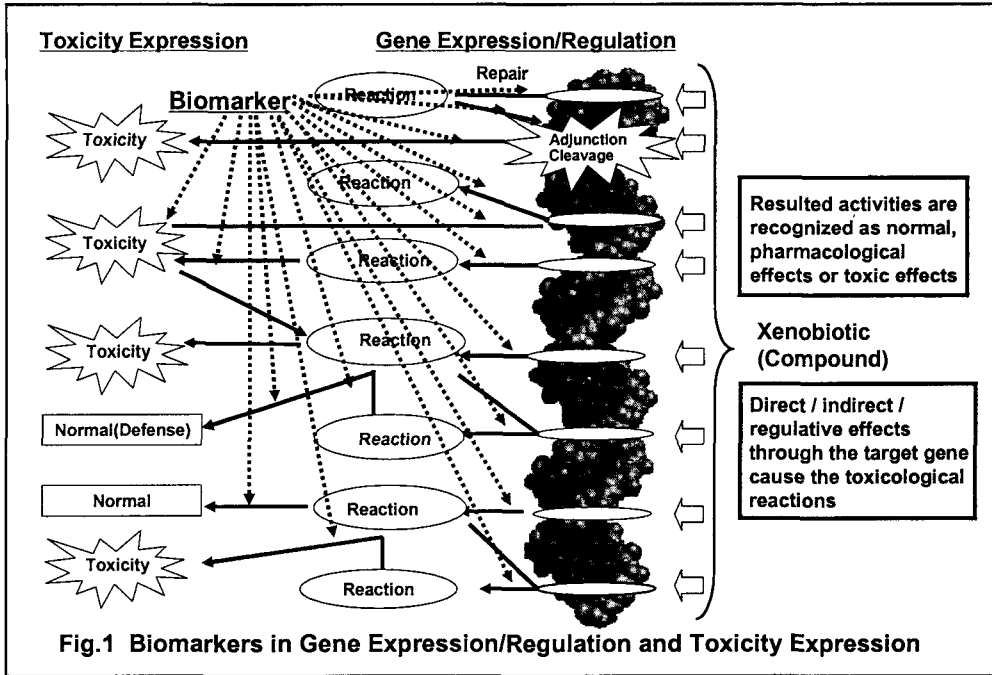 Toxicity Expression
Gene Expression/Regulation
Repair
Reaction
Biomarker
Toxicity
Adjunction
Cleavage
Reaction
Toxicity
Reaction
Reaction
Toxicity
Normal(Defense)
Reaction
Normal
Reaction
Toxicity
Reaction
Resulted activities are
recognized as normal,
pharmacological
effects or toxic effects
Xenobiotic
(Compound)
Direct / indirect /
regulative effects
through the target gene
cause the toxicological
reactions
Fig.1 Biomarkers in Gene Expression/Regulation and Toxicity Expression